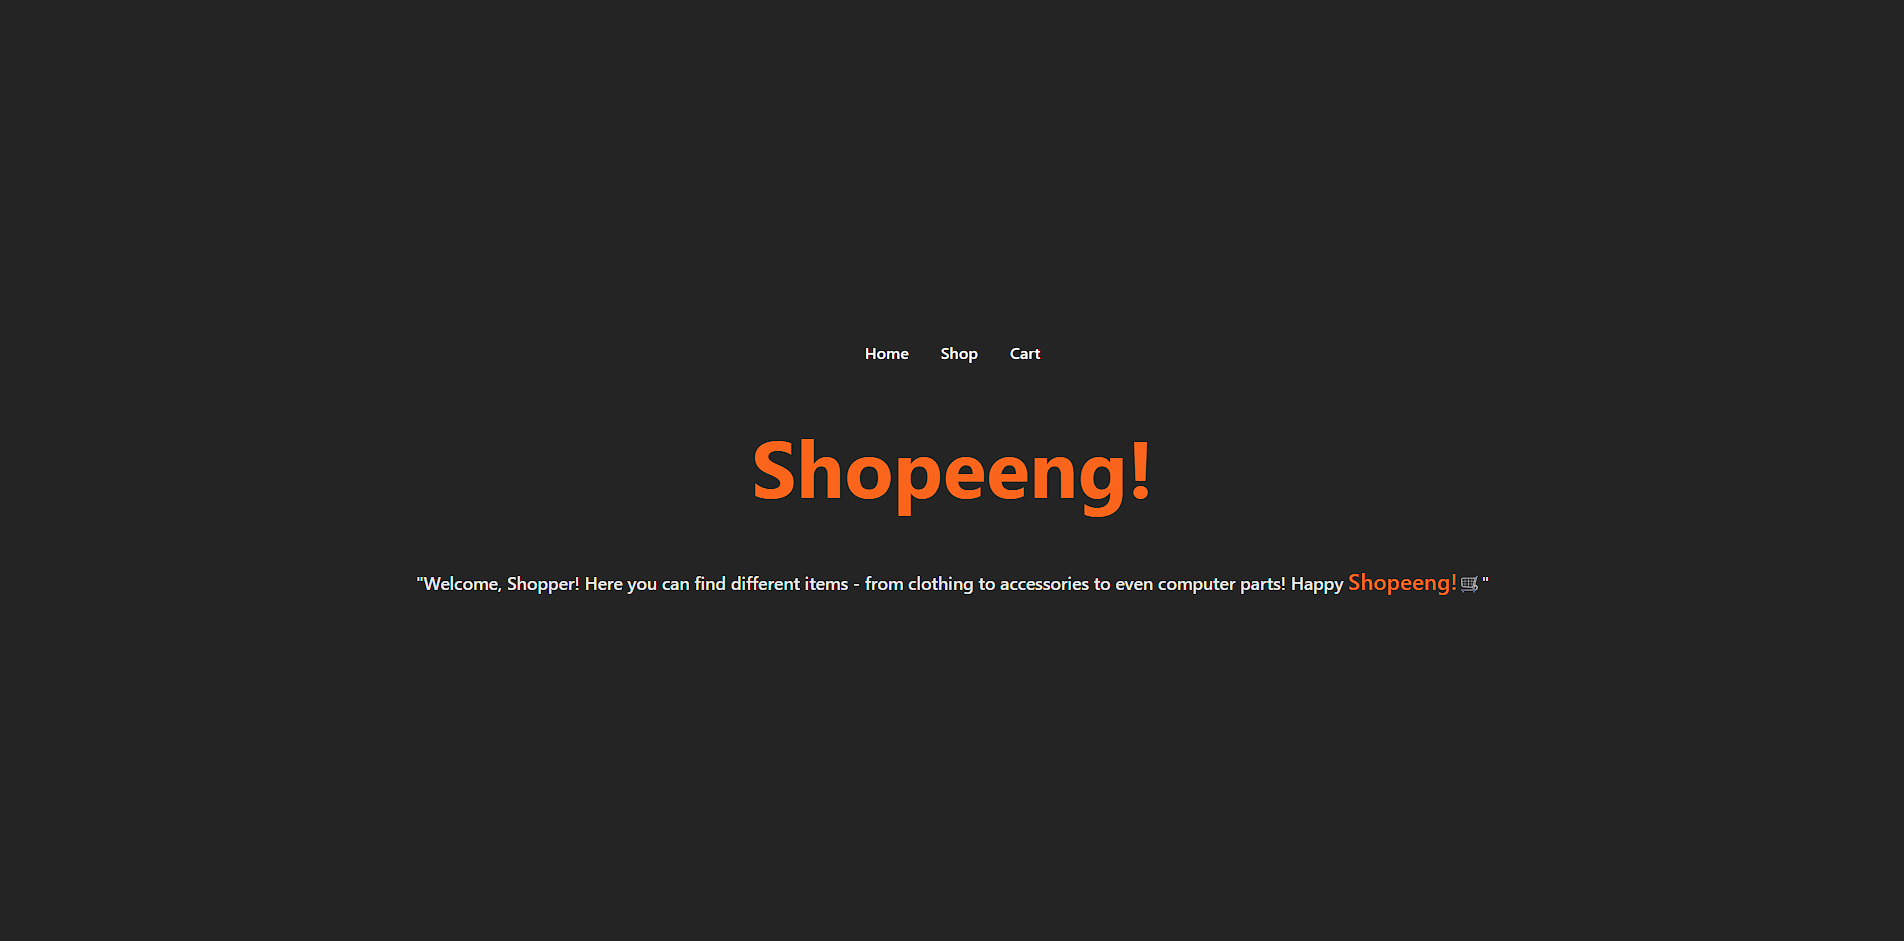 Home Shop Cart
Shopeeng!
"Welcome, Shopper! Here you can find different items - from clothing to accessories to even computer parts! Happy Shopeeng!🛒"